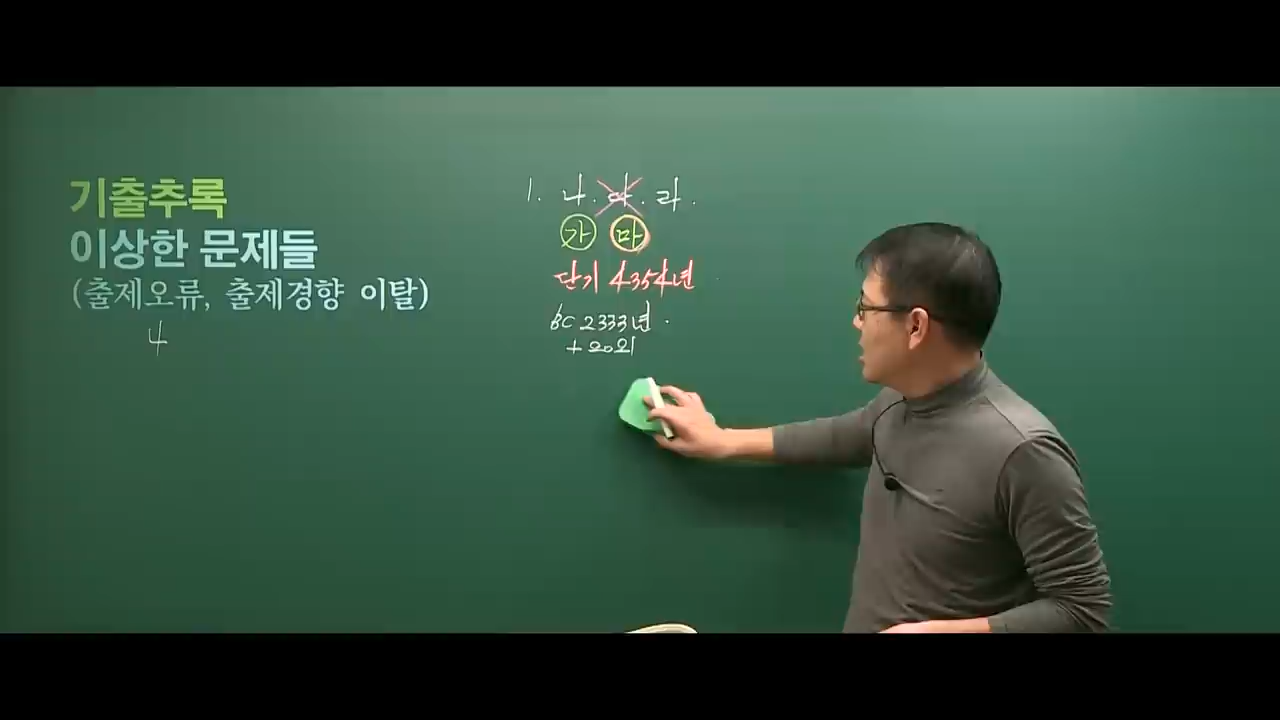 기출추록
이상한 문제들
(출제오류, 출제경향 이탈)
4
1. 나. 다. 라.
가 마
단기 4354년
BC 2333년.
+ 2021